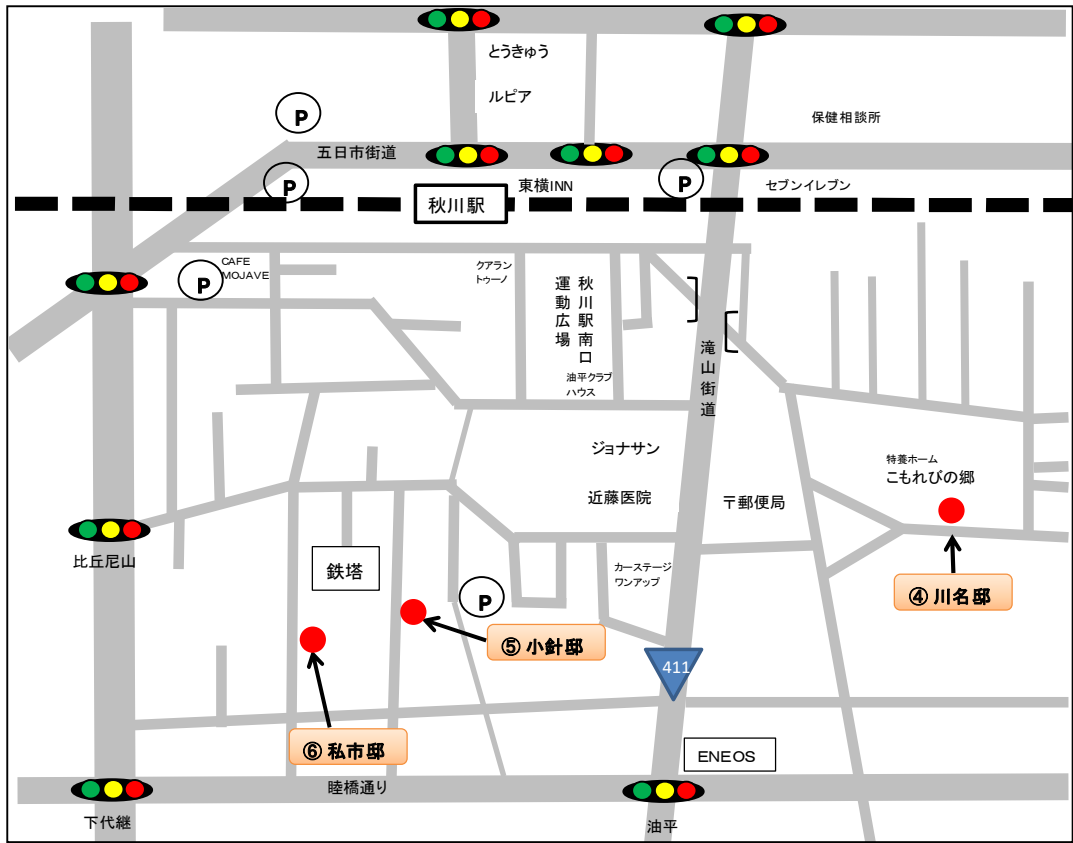 とうきゅう
ルピア
保健相談所
P
五日市街道
P
東横INN
P
セブンイレブン
秋川駅
CAFE
MOJAVE
P
クアラン
トゥーノ
秋川駅南口
運動広場
油平クラブ
ハウス
滝山街道
ジョナサン
特養ホーム
こもれびの郷
近藤医院
〒郵便局
比丘尼山
鉄塔
カーステージ
ワンアップ
④ 川名邸
P
⑤ 小針邸
411
⑥ 私市邸
ENEOS
睦橋通り
下代継
油平